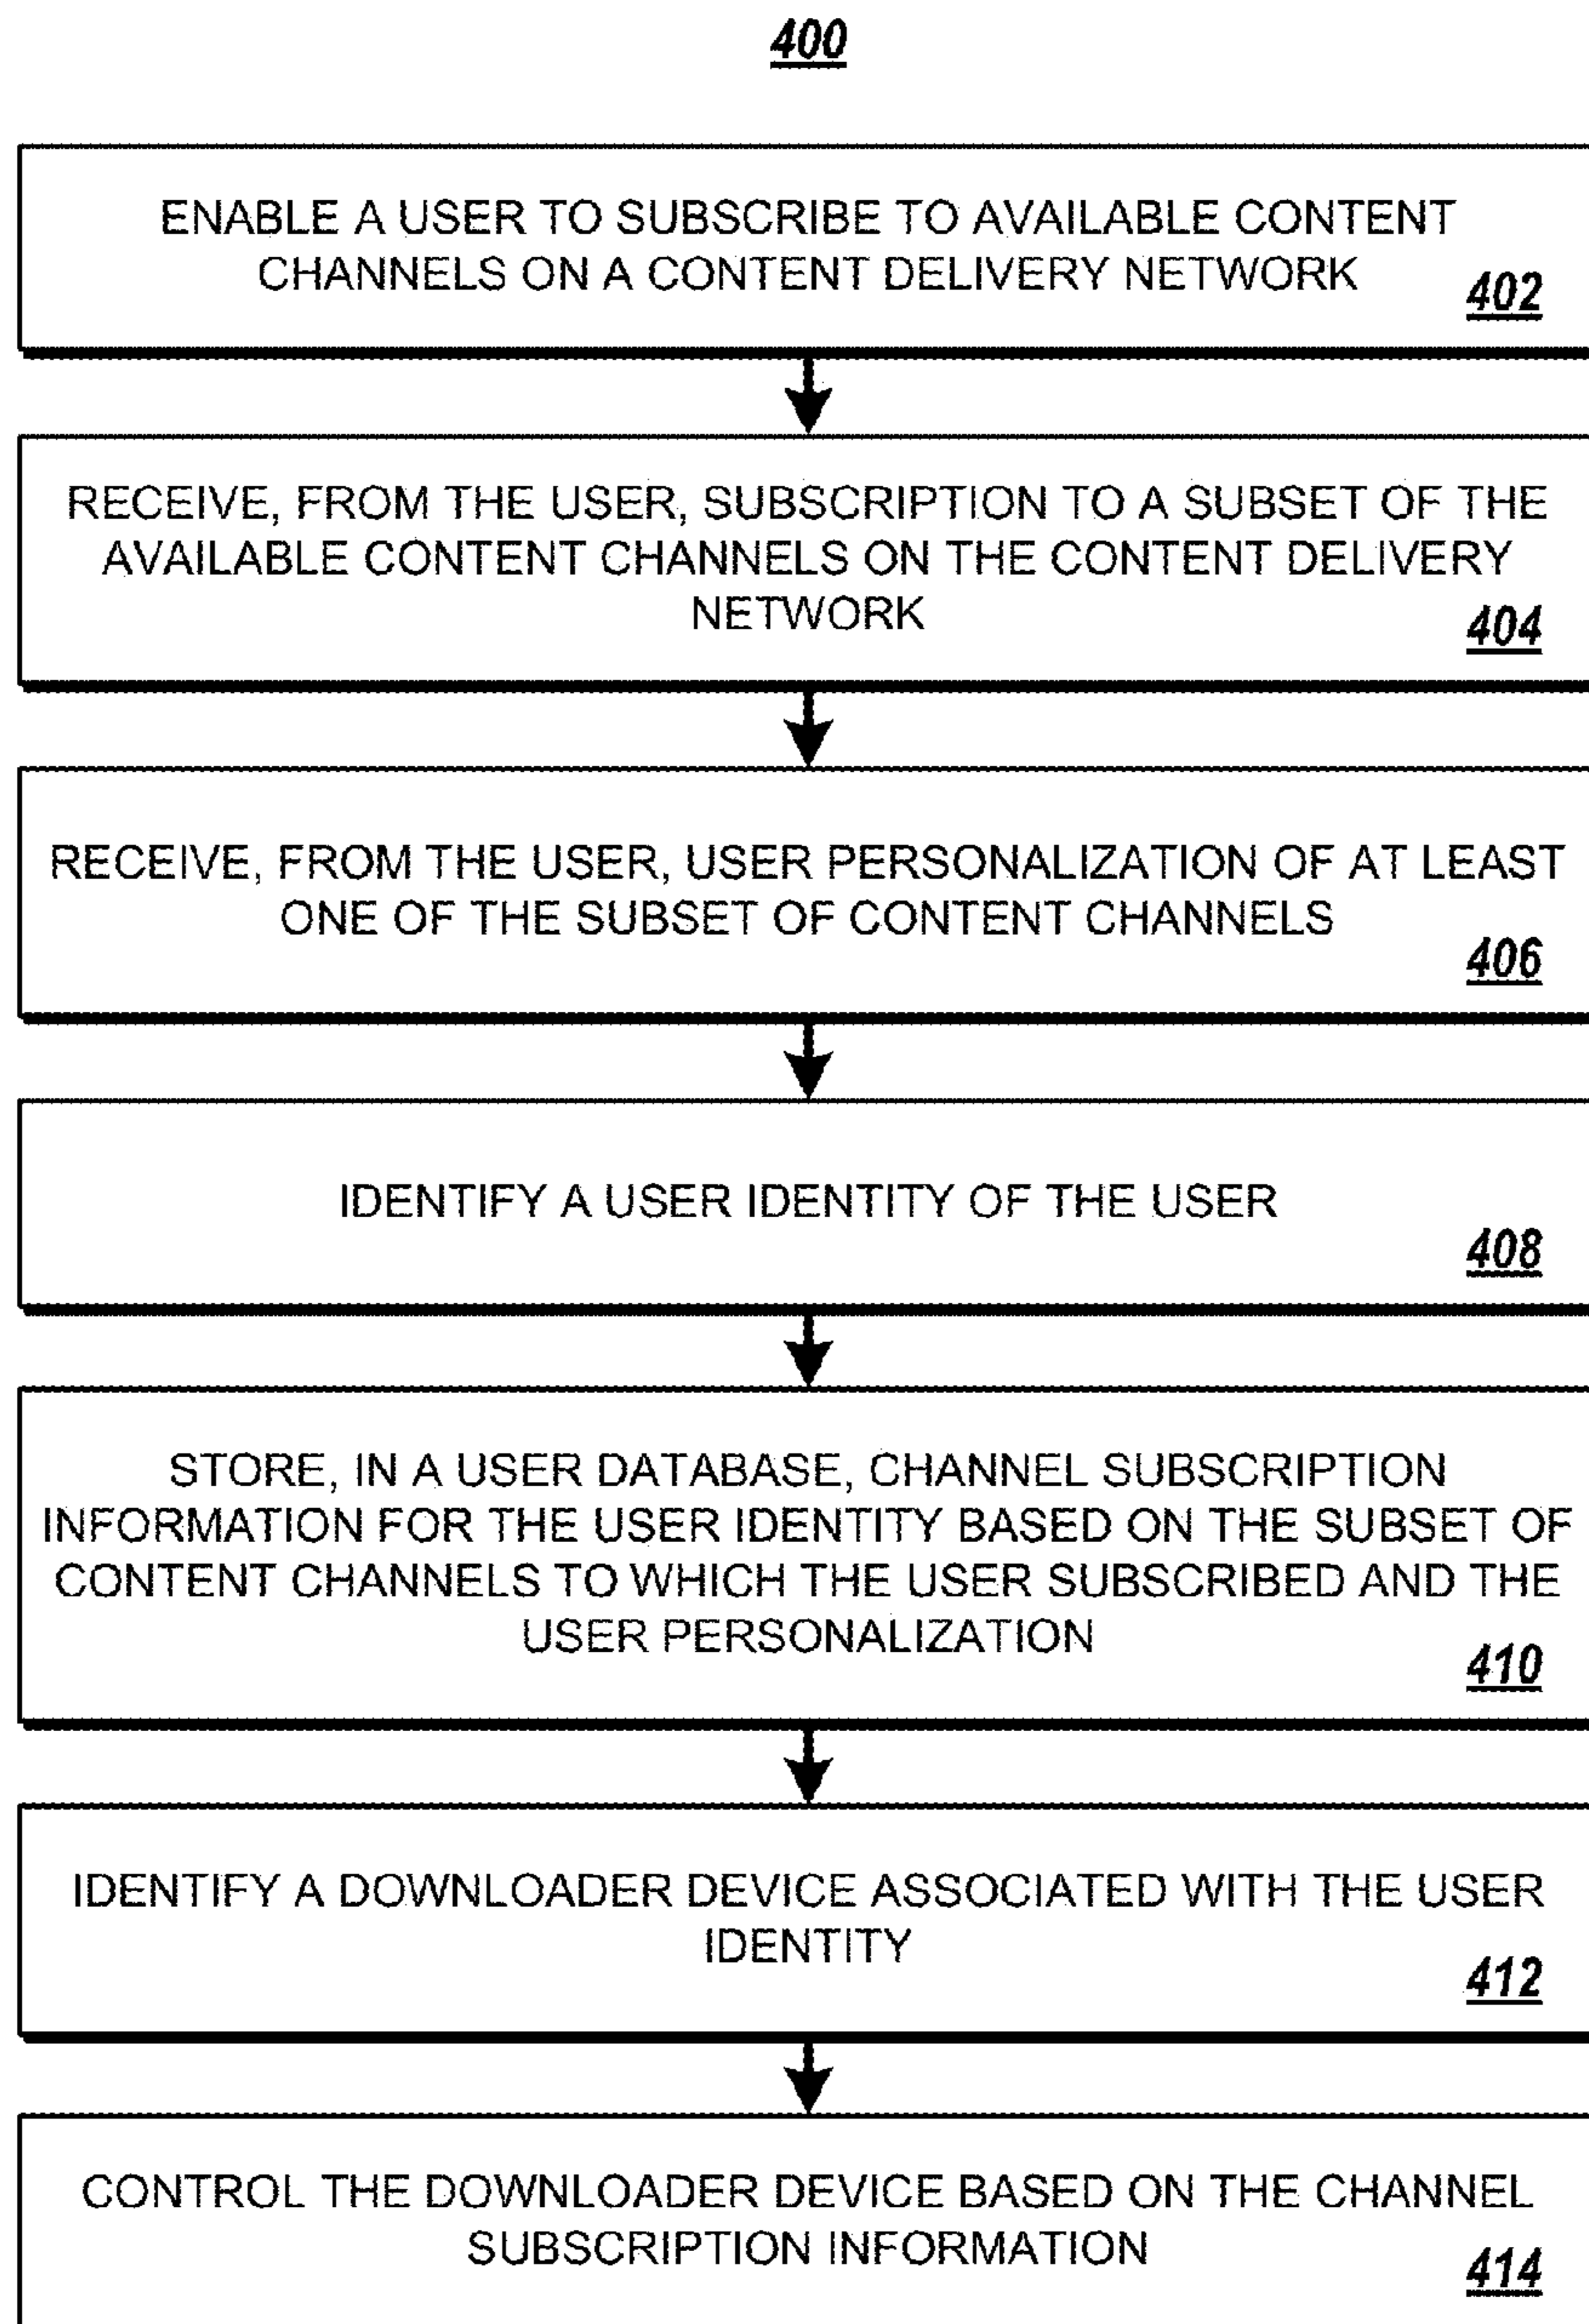 400
ENABLE A USER TO SUBSCRIBE TO AVAILABLE CONTENT
CHANNELS ON A CONTENT DELIVERY NETWORK
402
RECEIVE, FROM THE USER, SUBSCRIPTION TO A SUBSET OF THE
AVAILABLE CONTENT CHANNELS ON THE CONTENT DELIVERY
NETWORK
404
RECEIVE, FROM THE USER, USER PERSONALIZATION OF AT LEAST
ONE OF THE SUBSET OF CONTENT CHANNELS
406
IDENTIFY A USER IDENTITY OF THE USER
408
STORE, IN A USER DATABASE, CHANNEL SUBSCRIPTION
INFORMATION FOR THE USER IDENTITY BASED ON THE SUBSET OF
CONTENT CHANNELS TO WHICH THE USER SUBSCRIBED AND THE
USER PERSONALIZATION
410
IDENTIFY A DOWNLOADER DEVICE ASSOCIATED WITH THE USER
IDENTITY
412
CONTROL THE DOWNLOADER DEVICE BASED ON THE CHANNEL
SUBSCRIPTION INFORMATION
414